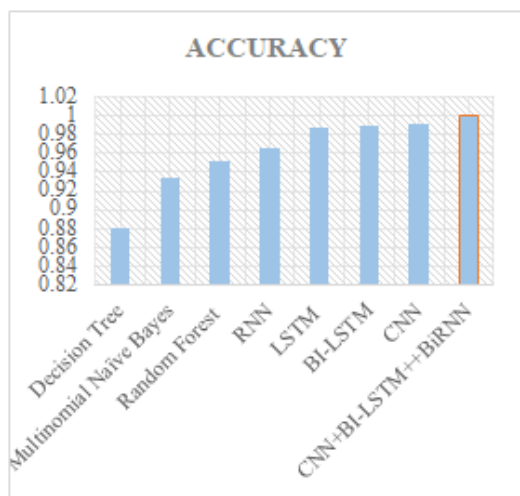 ACCURACY
1.02
1
0.98
0.96
0.94
0.92
0.9
0.88
0.86
0.84
0.82
Decision Tree
Multinomial Naïve Bayes
Random Forest
RNN
LSTM
BI-LSTM
CNN
CNN+BI-LSTM++BiRNN